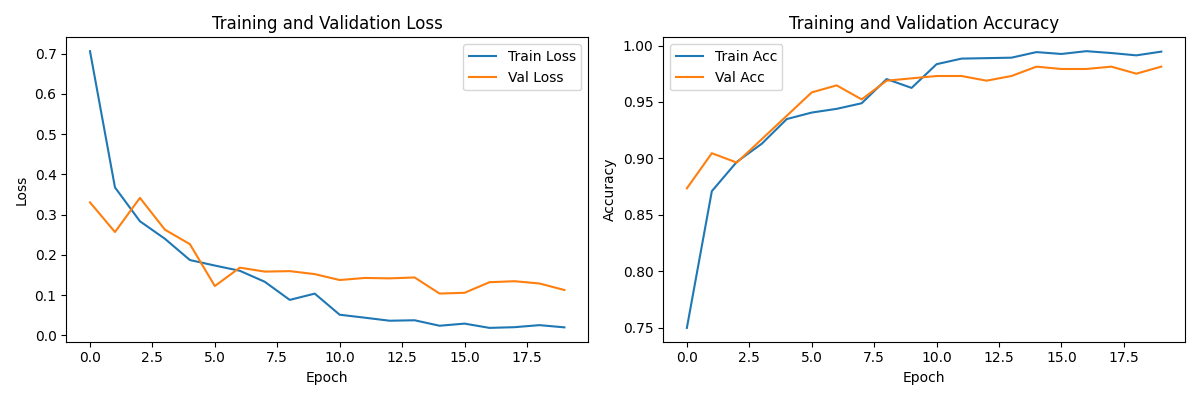 Training and Validation Loss
Train Loss
Val Loss
Loss
0.7
0.6
0.5
0.4
0.3
0.2
0.1
0.0
0.0 2.5 5.0 7.5 10.0 12.5 15.0 17.5
Epoch
Training and Validation Accuracy
Train Acc
Val Acc
Accuracy
1.00
0.95
0.90
0.85
0.80
0.75
0.0 2.5 5.0 7.5 10.0 12.5 15.0 17.5
Epoch